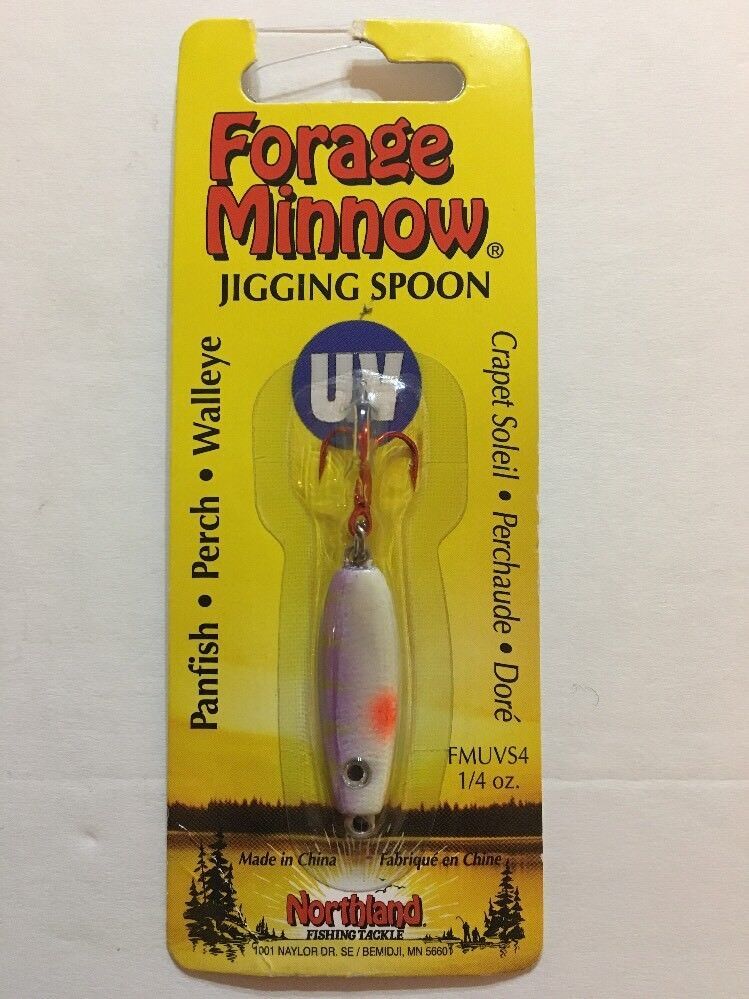 Forage
Minnow®
JIGGING SPOON
UV
Panfish • Perch • Walleye
Crapet Soleil • Perchaude • Doré
FMUVS4
1/4 oz.
Made in China
Fabriqué en Chine
Northland®
FISHING TACKLE
1001 NAYLOR DR. SE / BEMIDJI, MN 56601